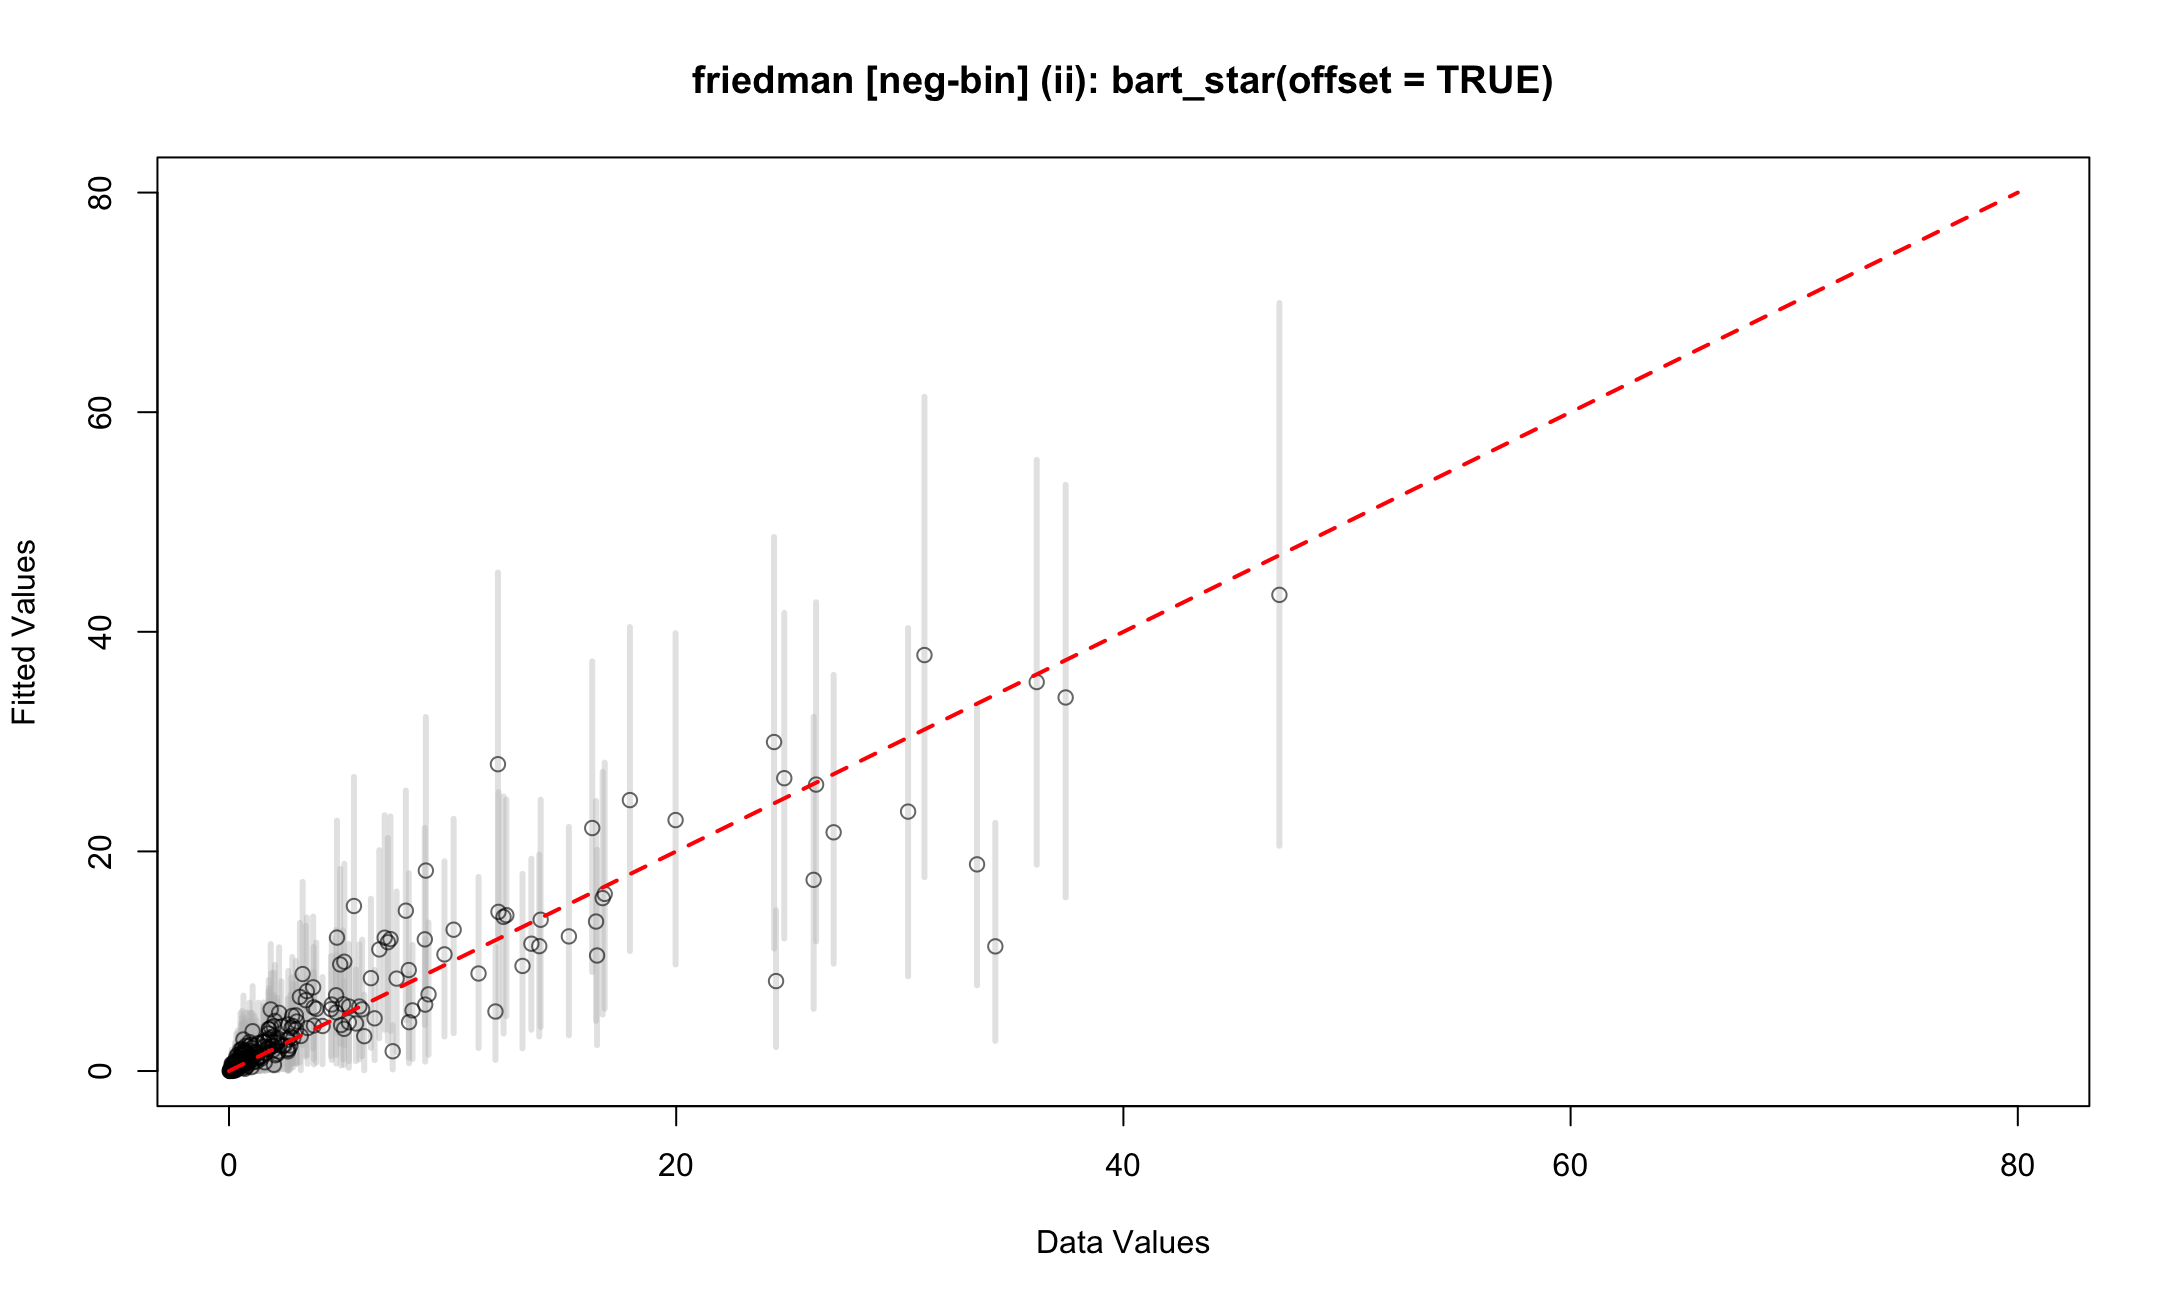 friedman [neg-bin] (ii): bart_star(offset = TRUE)
80
60
40
20
0
Fitted Values
0 20 40 60 80
Data Values